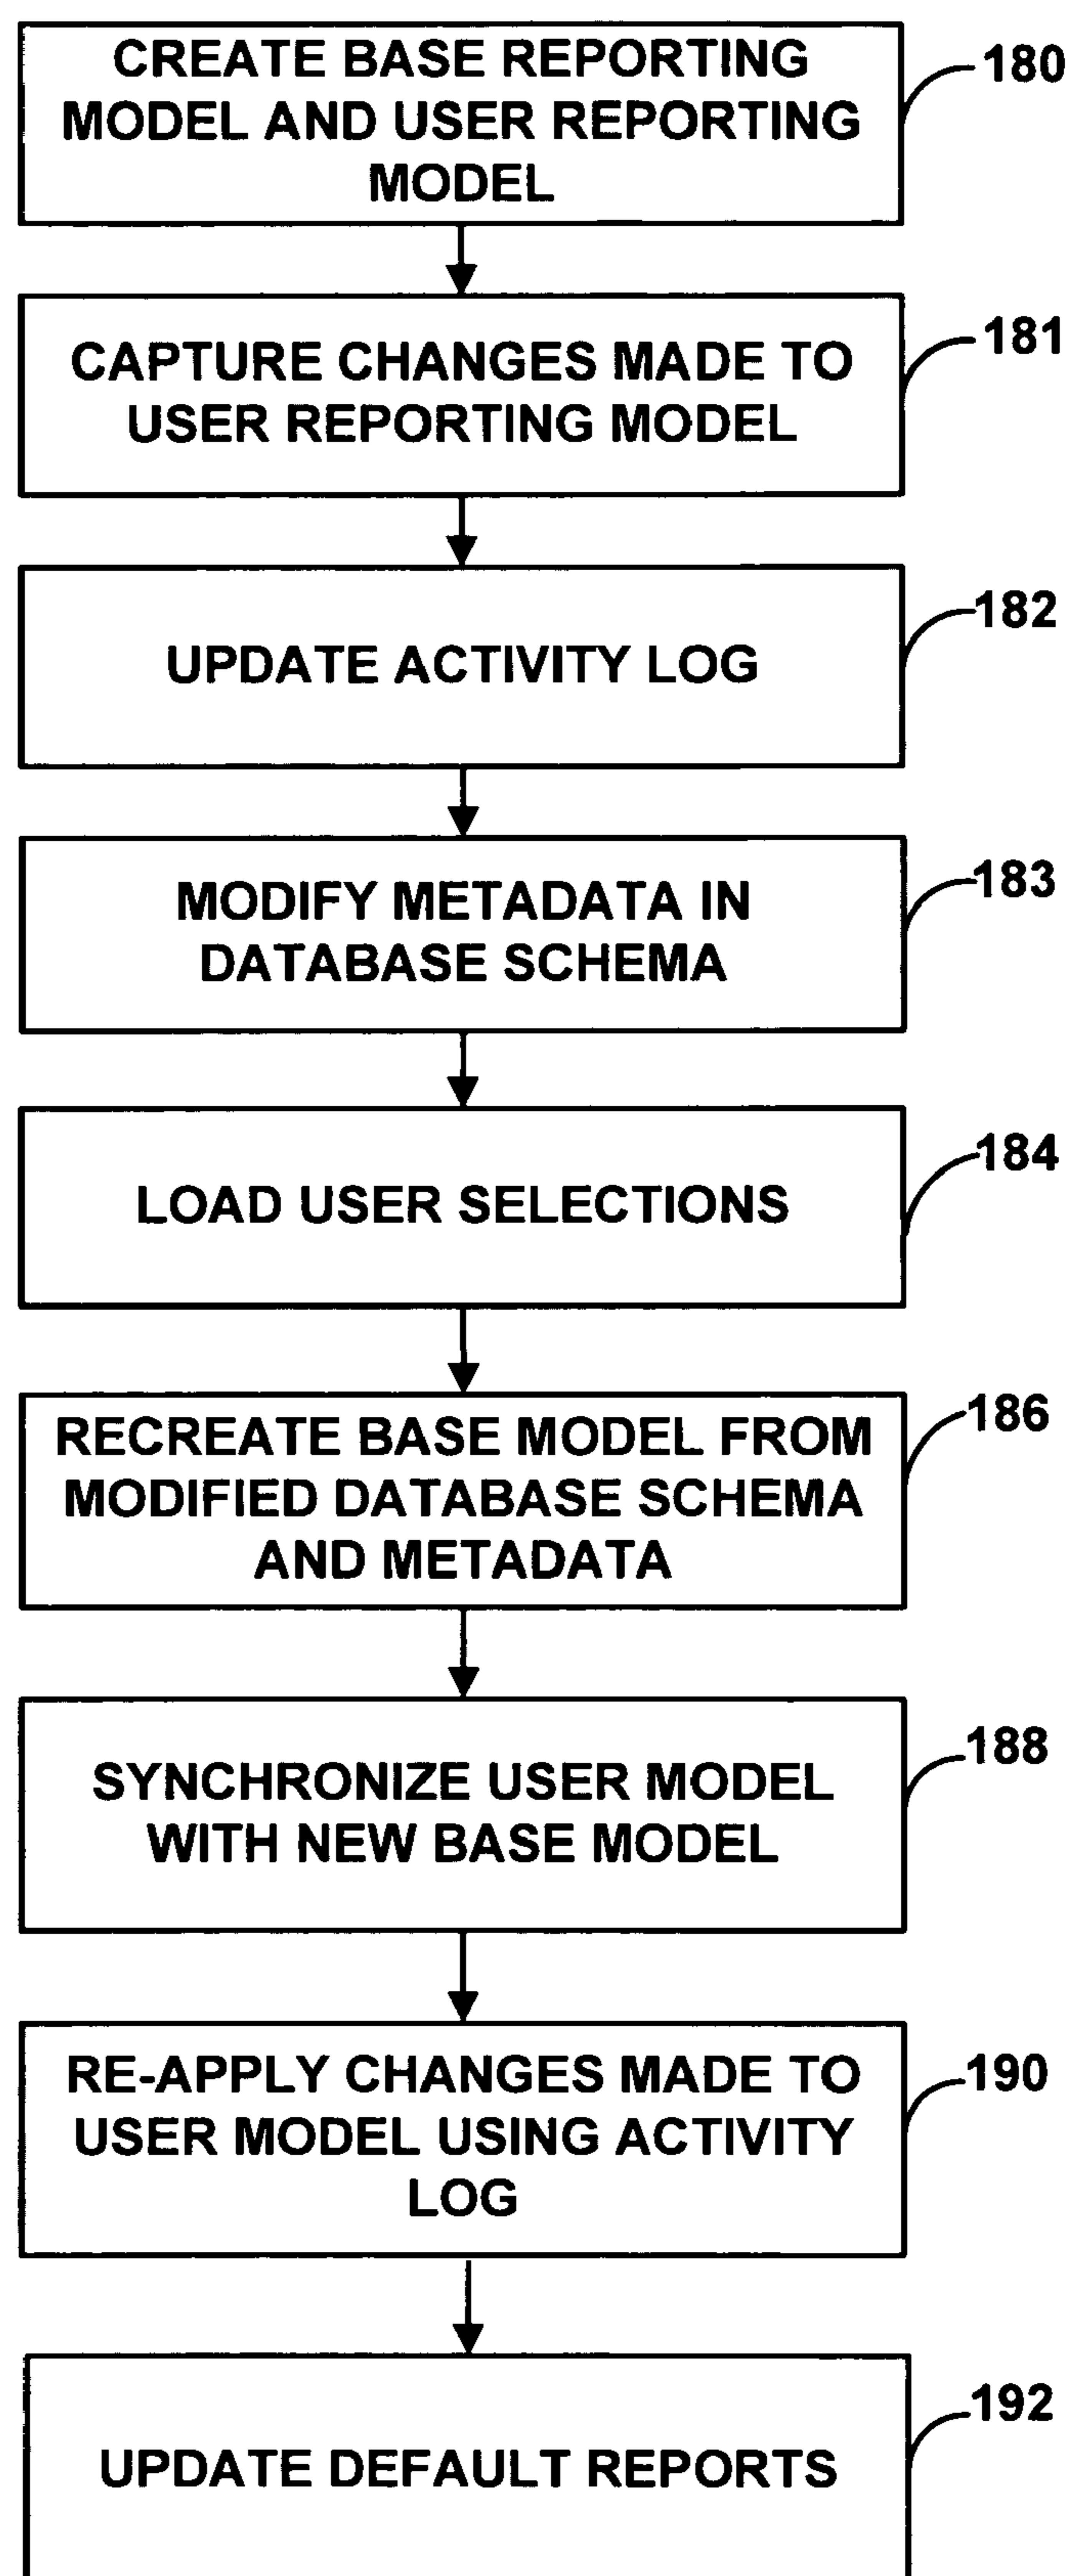 CREATE BASE REPORTING
MODEL AND USER REPORTING
MODEL
180
CAPTURE CHANGES MADE TO
USER REPORTING MODEL
181
UPDATE ACTIVITY LOG
182
MODIFY METADATA IN
DATABASE SCHEMA
183
LOAD USER SELECTIONS
184
RECREATE BASE MODEL FROM
MODIFIED DATABASE SCHEMA
AND METADATA
186
SYNCHRONIZE USER MODEL
WITH NEW BASE MODEL
188
RE-APPLY CHANGES MADE TO
USER MODEL USING ACTIVITY
LOG
190
UPDATE DEFAULT REPORTS
192